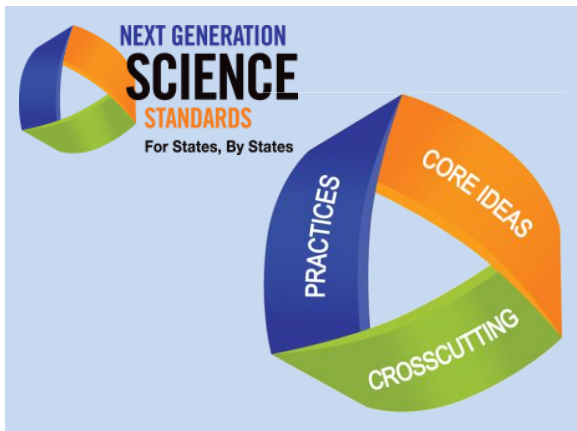 NEXT GENERATION
SCIENCE
STANDARDS
For States, By States
PRACTICES
CORE IDEAS
CROSSCUTTING